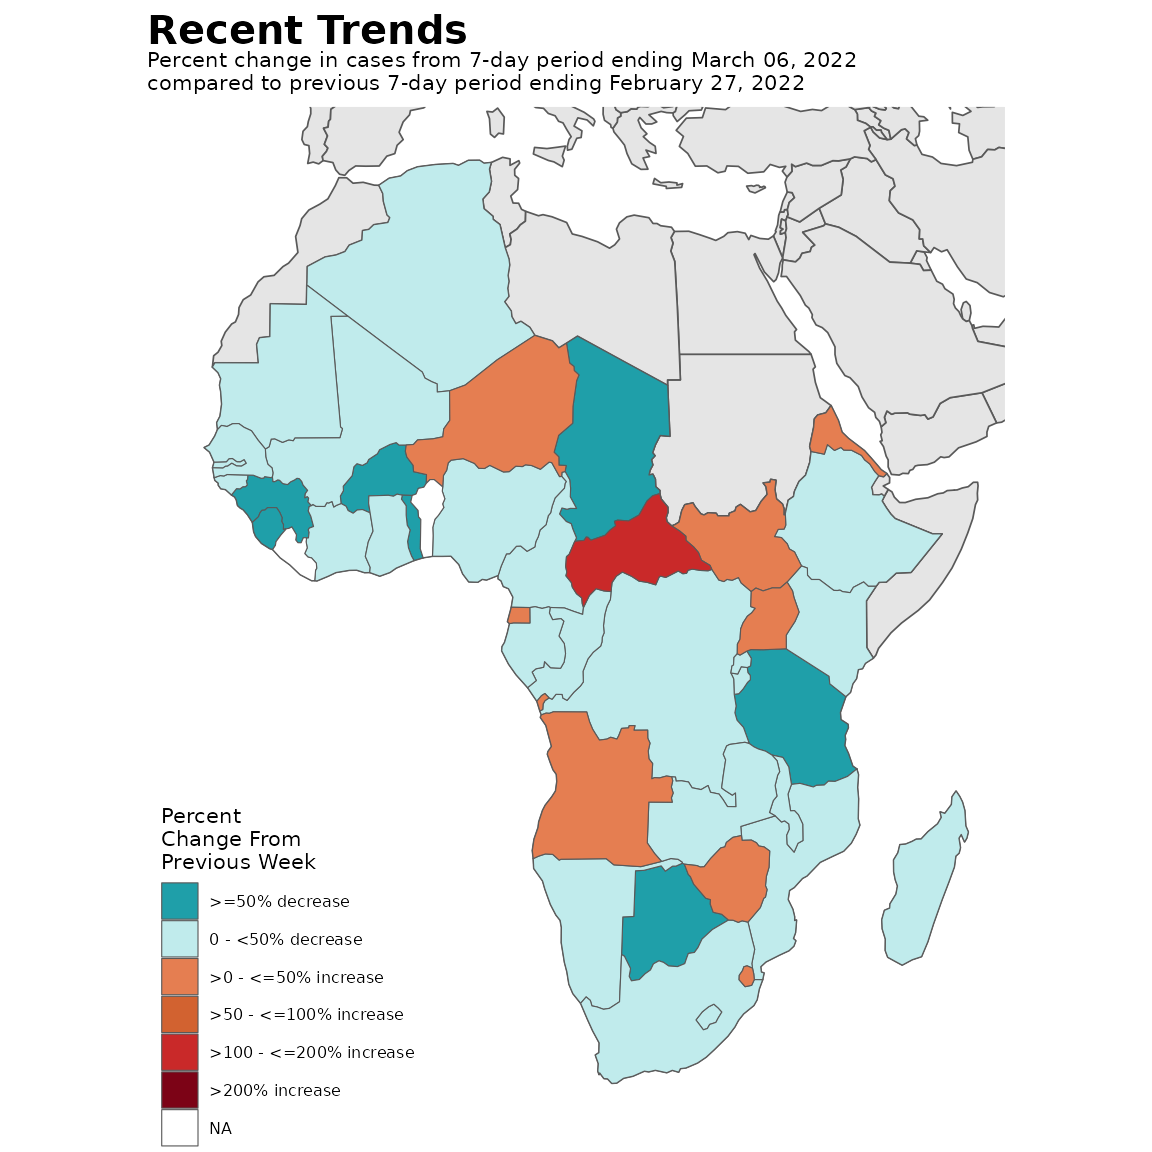 Recent Trends
Percent change in cases from 7-day period ending March 06, 2022
compared to previous 7-day period ending February 27, 2022
Percent
Change From
Previous Week
>=50% decrease
0 - <50% decrease
>0 - <=50% increase
>50 - <=100% increase
>100 - <=200% increase
>200% increase
NA